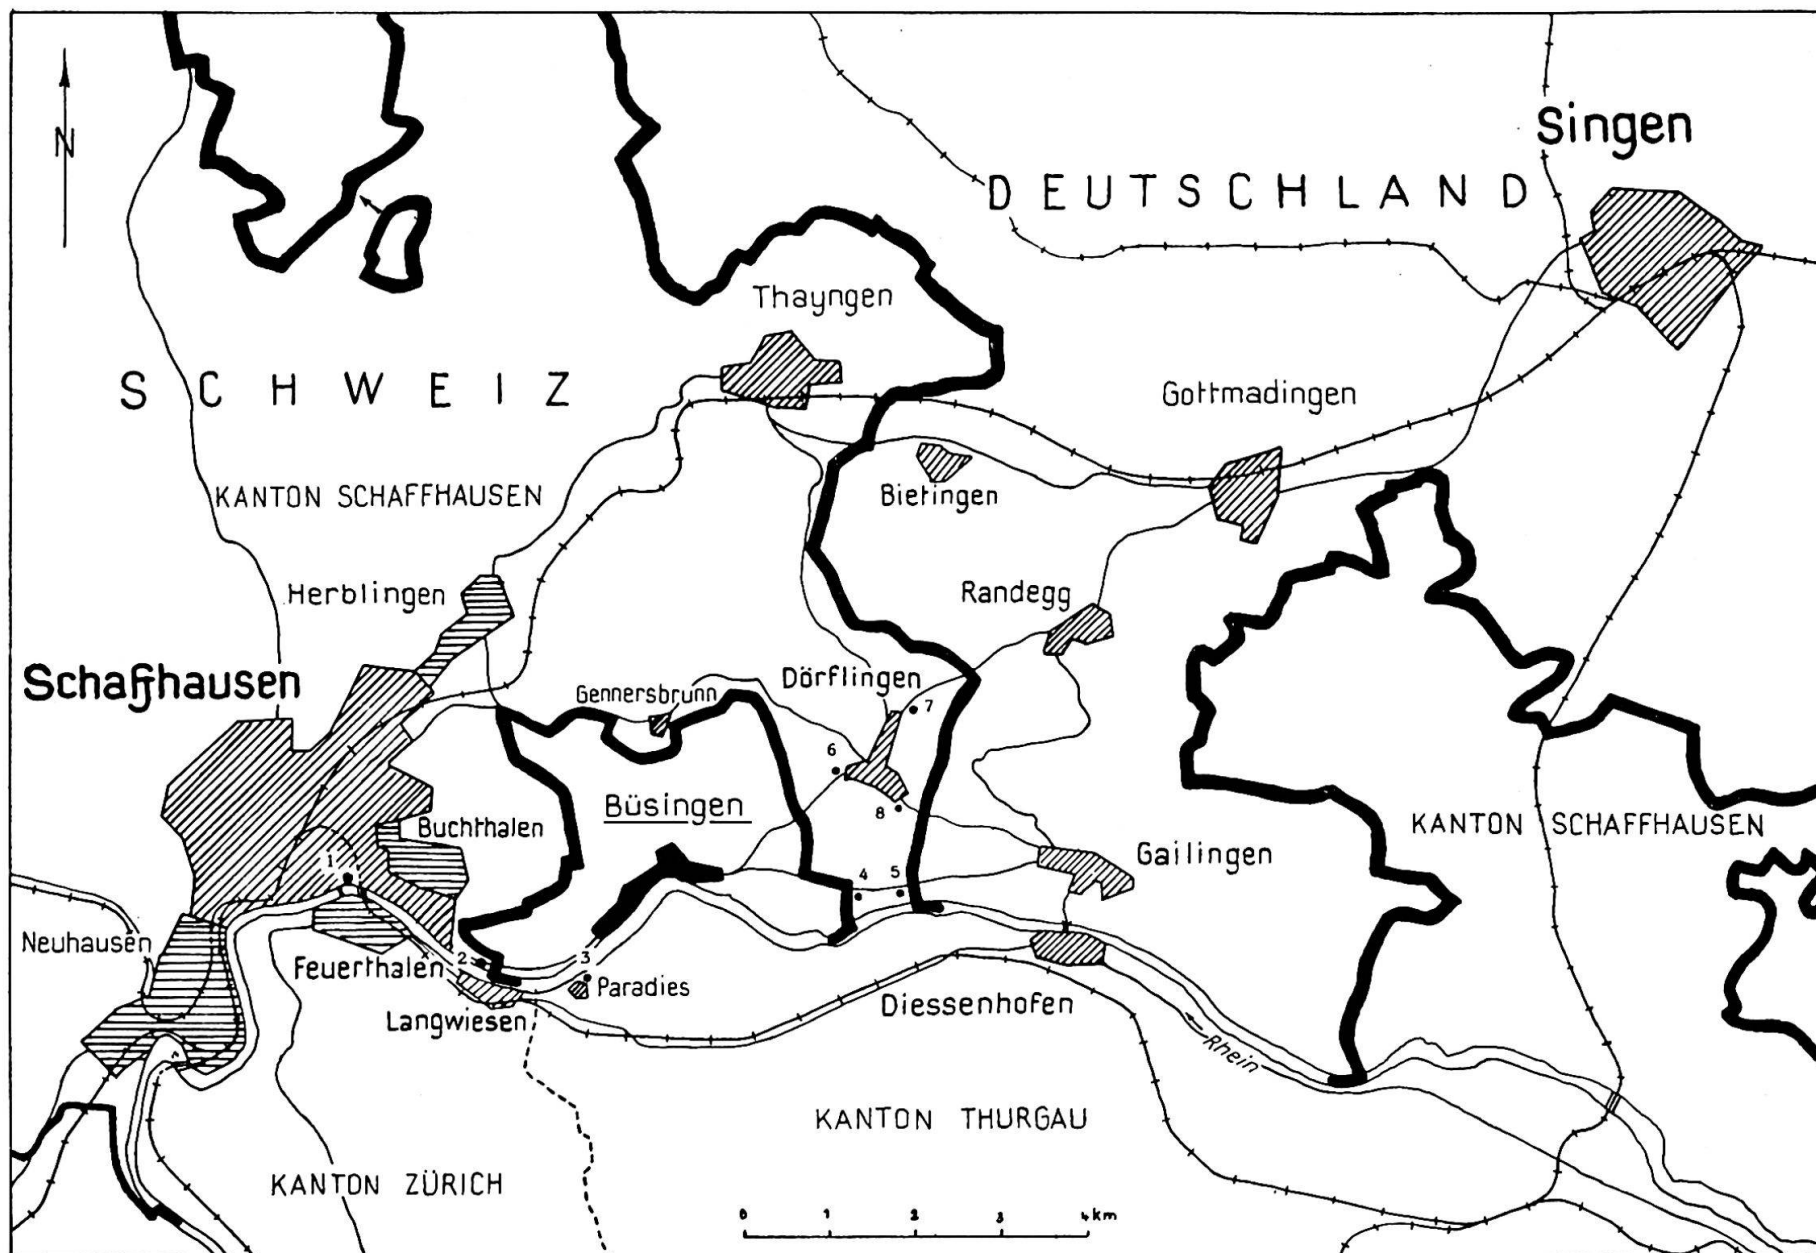 N
Singen
DEUTSCHLAND
Thayngen
SCHWEIZ
Gottmadingen
KANTON SCHAFFHAUSEN
Bietingen
Herblingen
Randegg
Schaffhausen
Gennersbrunn
Dörflingen
7
6
Büsingen
8
Buchthalen
KANTON SCHAFFHAUSEN
Gailingen
1
4
5
Neuhausen
Feuerthalen
2
3
Paradies
Langwiesen
Diessenhofen
Rhein
KANTON THURGAU
KANTON ZÜRICH
0 1 2 3 4 km